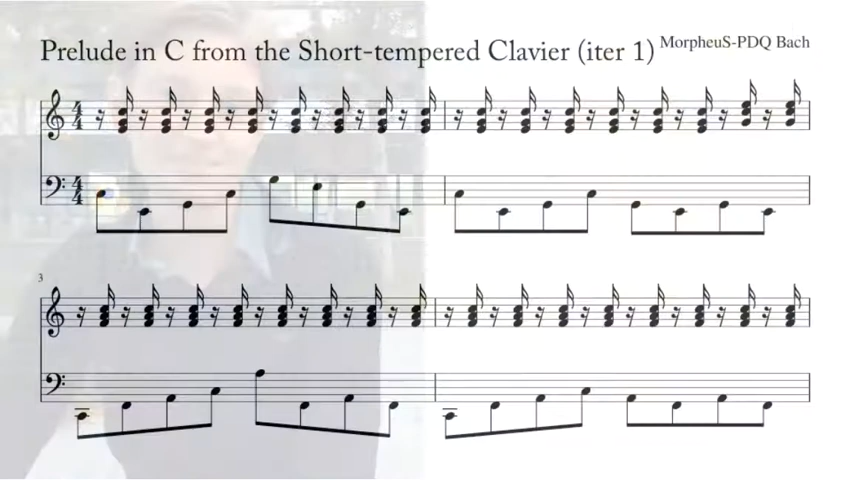 Prelude in C from the Short-tempered Clavier (iter 1)
MorpheuS-PDQ Bach
3